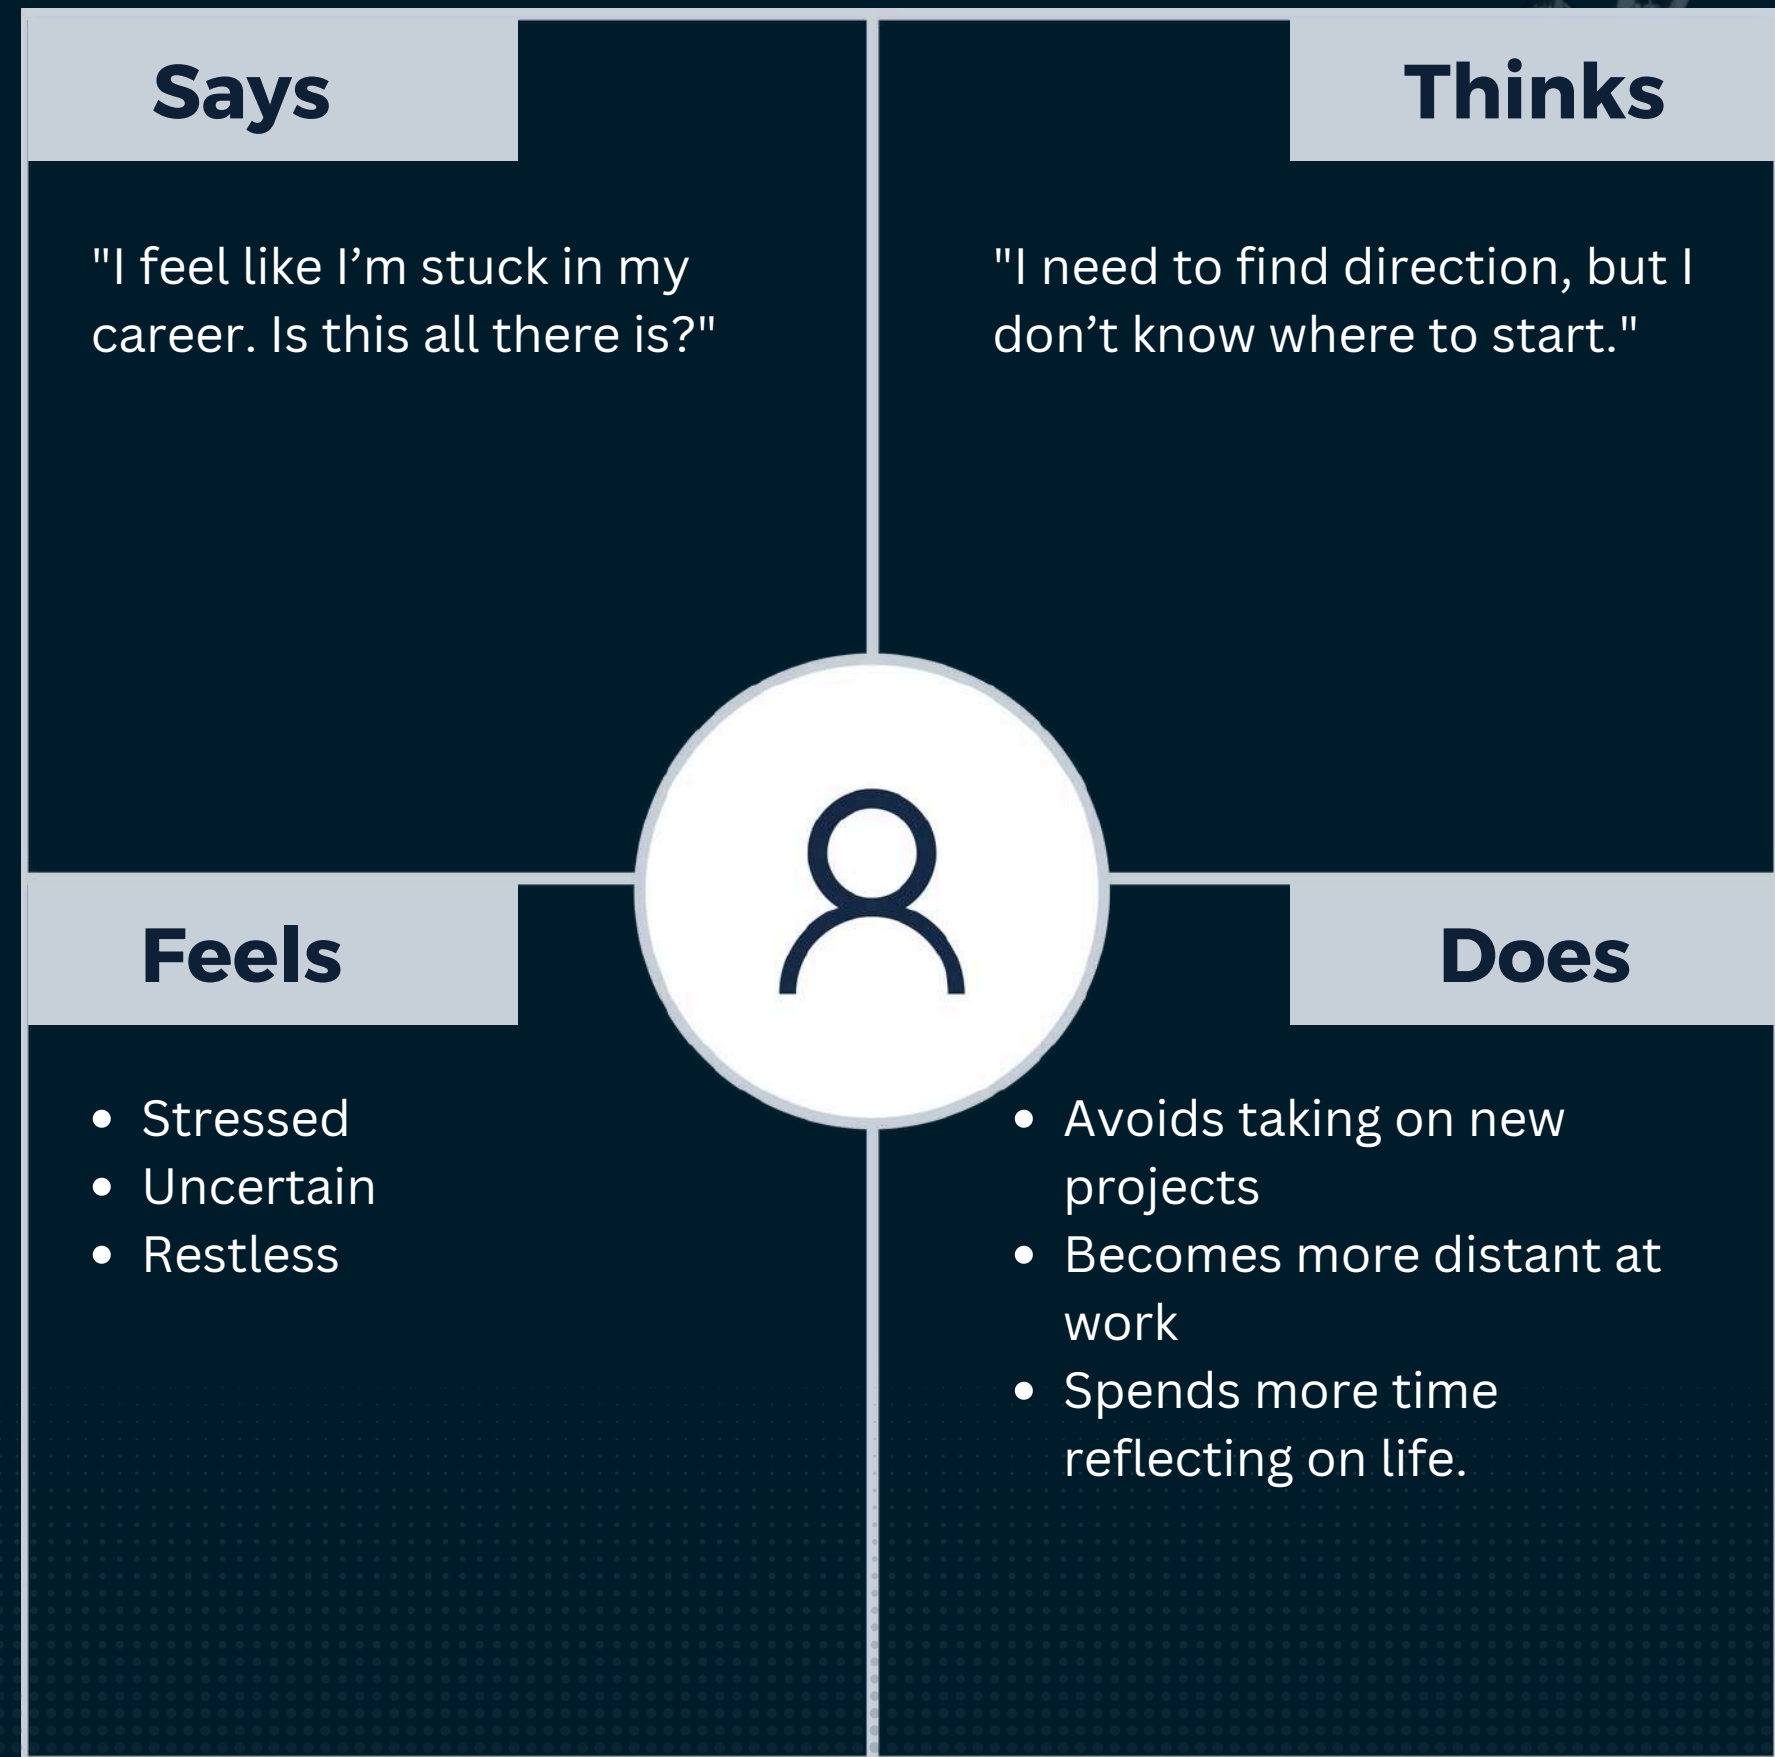 Says
"I feel like I’m stuck in my
career. Is this all there is?"
Thinks
"I need to find direction, but I
don’t know where to start."
Feels
• Stressed
• Uncertain
• Restless
Does
• Avoids taking on new
projects
• Becomes more distant at
work
• Spends more time
reflecting on life.